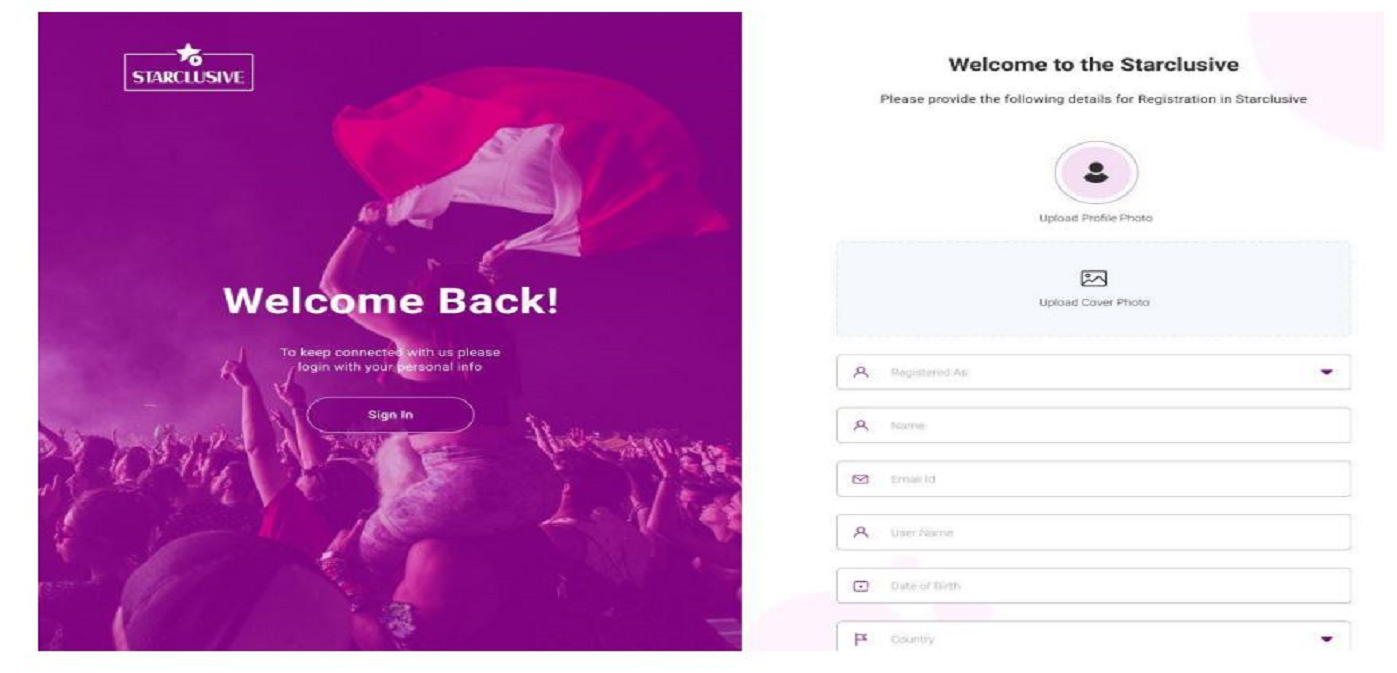 STARCLUSIVE
Welcome Back!
To keep connected with us please
login with your personal info
Sign In
Welcome to the Starclusive
Please provide the following details for Registration in Starclusive
Upload Profile Photo
Upload Cover Photo
Registered As
Name
Email Id
User Name
Date of Birth
Country